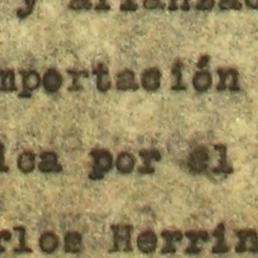 y
mportación
ica por el
rlos Herrin